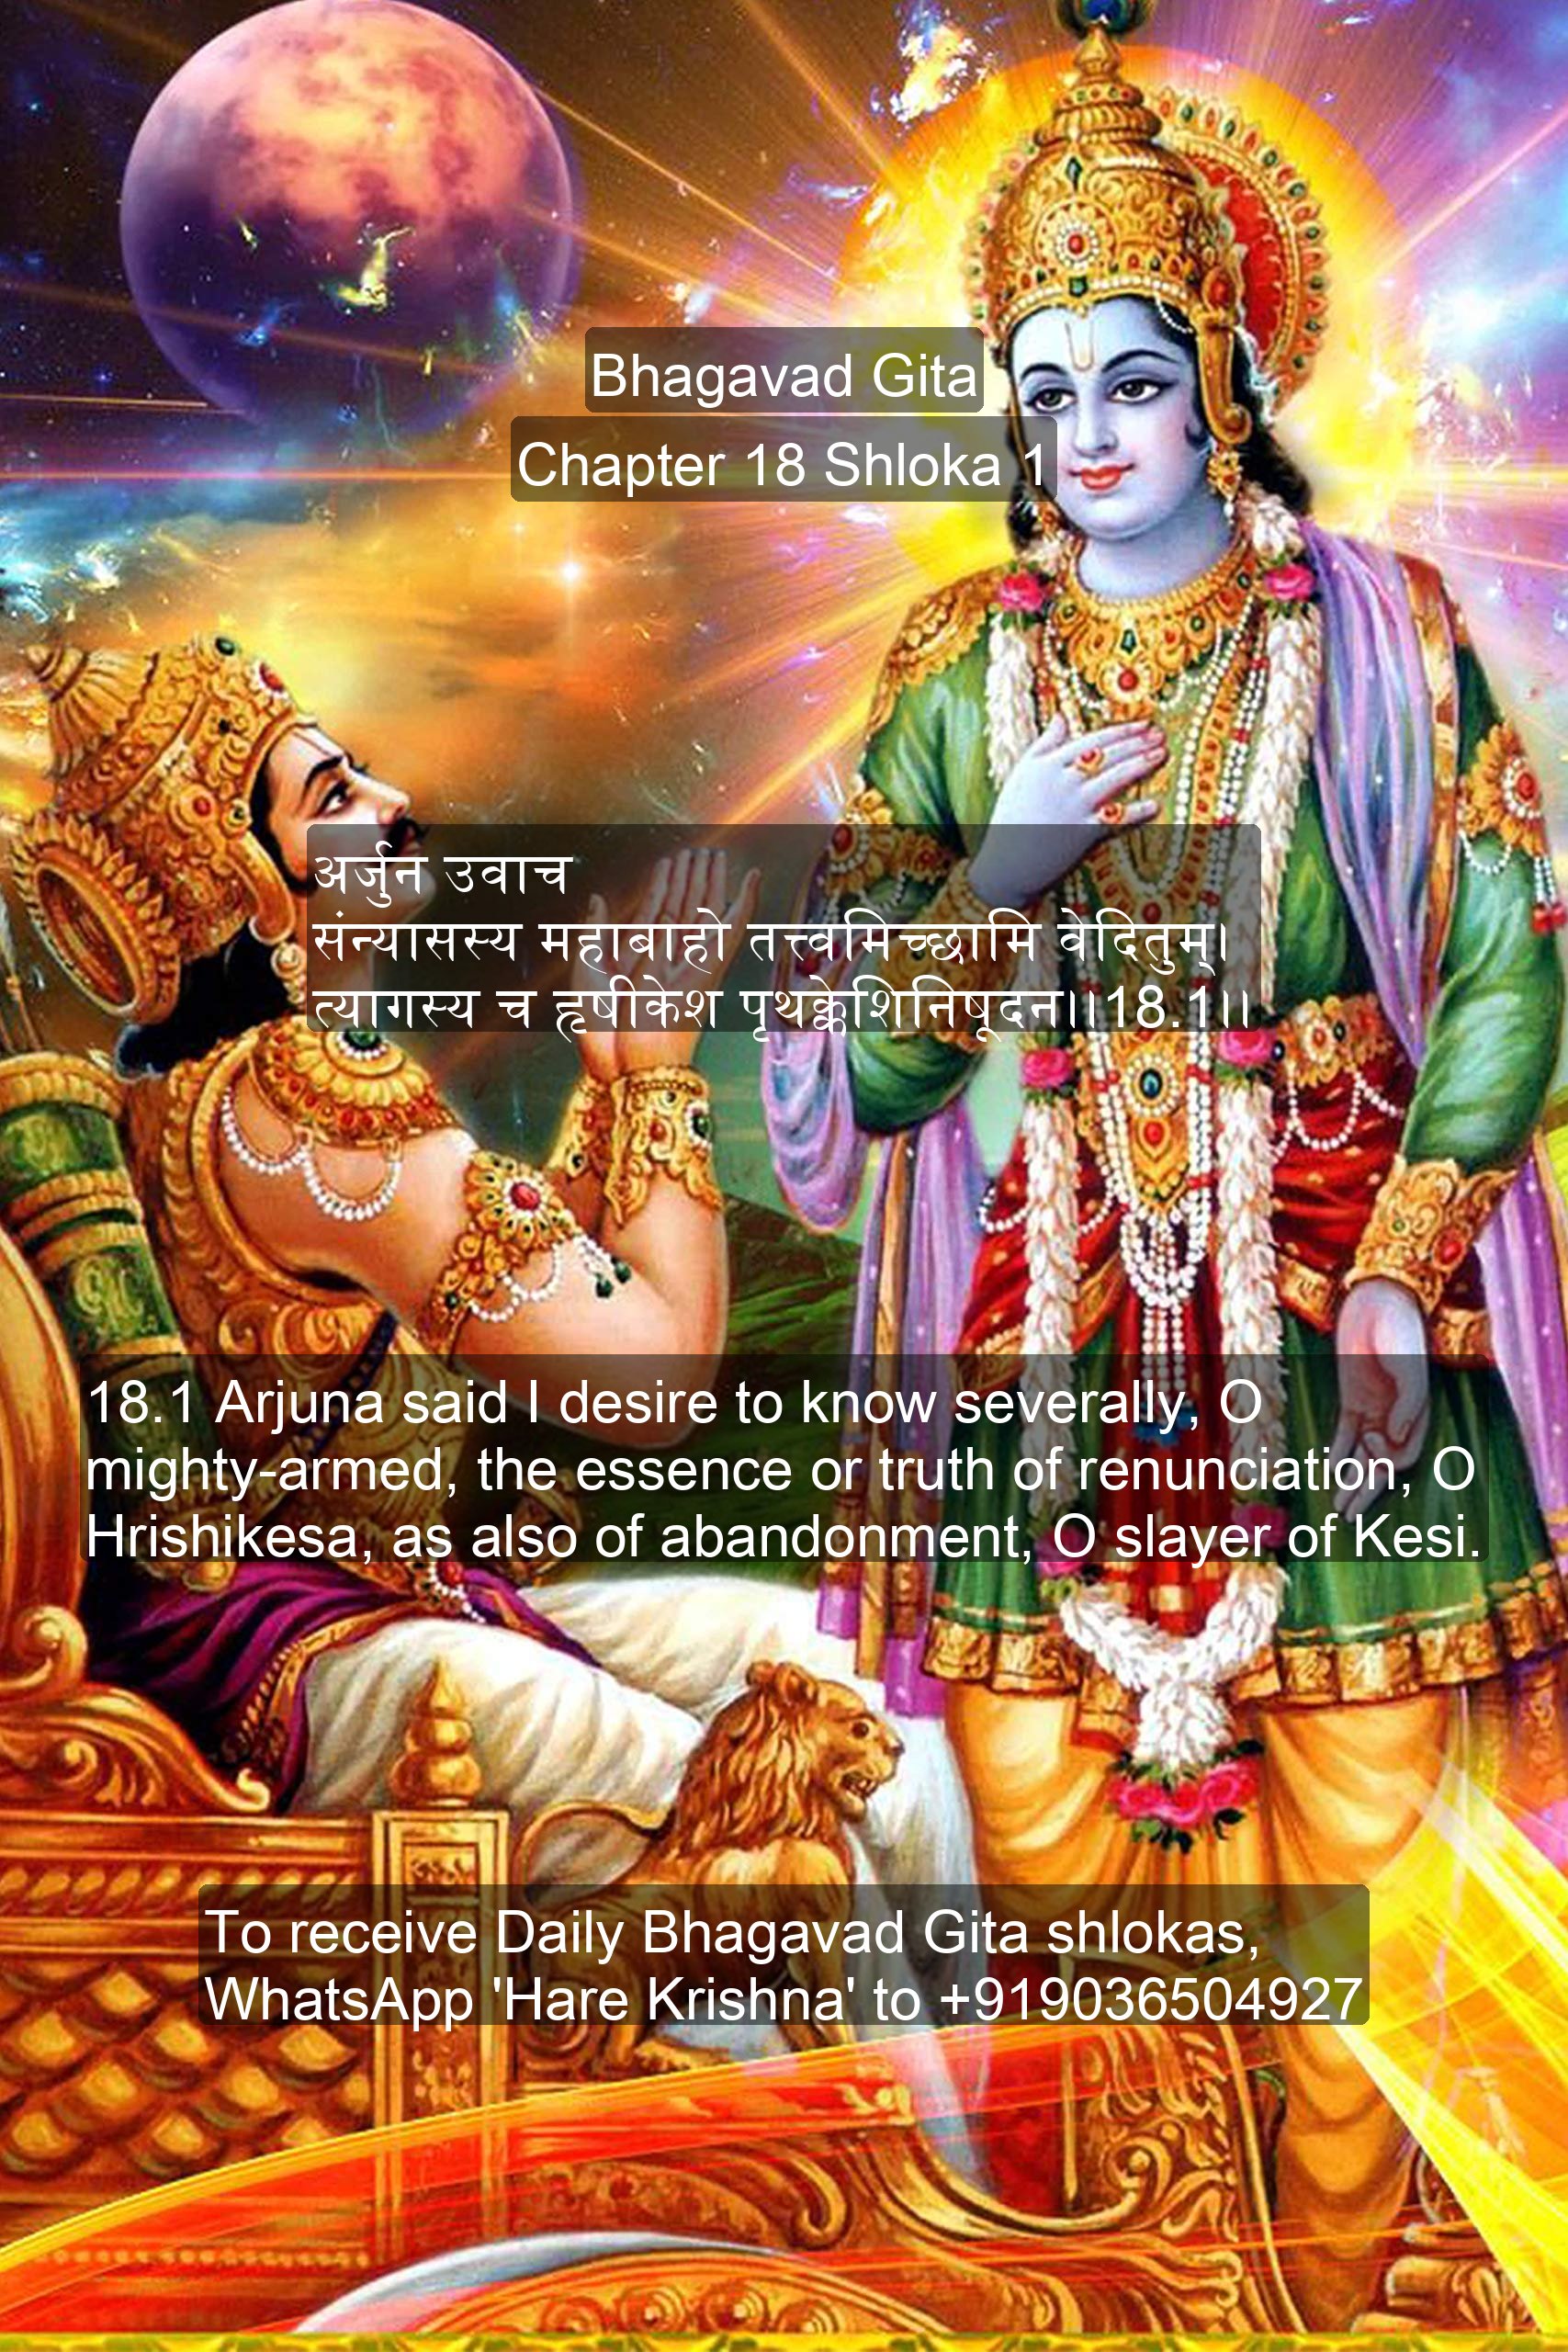 Bhagavad Gita
Chapter 18 Shloka 1
अर्जुन उवाच
संन्यासस्य महाबाहो तत्त्वमिच्छामि वेदितुम्।
त्यागस्य च हृषीकेश पृथक्केशिनिषूदन।।18.1।।
18.1 Arjuna said I desire to know severally, O
mighty-armed, the essence or truth of renunciation, O
Hrishikesa, as also of abandonment, O slayer of Kesi.
To receive Daily Bhagavad Gita shlokas,
WhatsApp 'Hare Krishna' to +919036504927